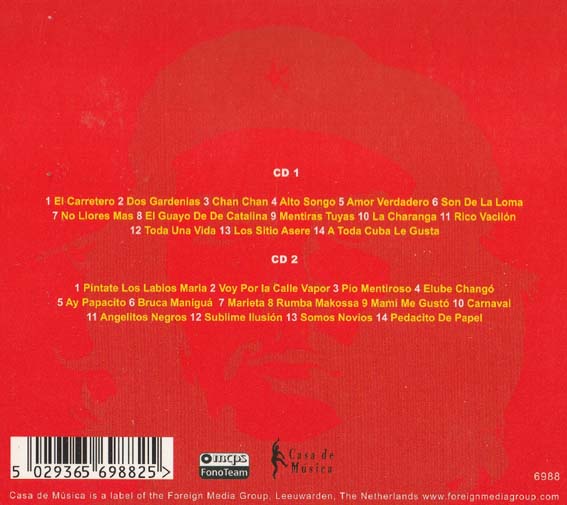 CD 1
1 El Carretero 2 Dos Gardenias 3 Chan Chan 4 Alto Songo 5 Amor Verdadero 6 Son De La Loma
7 No Llores Mas 8 El Guayo De De Catalina 9 Mentiras Tuyas 10 La Charanga 11 Rico Vacilón
12 Toda Una Vida 13 Los Sitio Asere 14 A Toda Cuba Le Gusta
CD 2
1 Pintate Los Labios Maria 2 Voy Por la Calle Vapor 3 Pio Mentiroso 4 Elube Changó
5 Ay Papacito 6 Bruca Maniguá 7 Marieta 8 Rumba Makossa 9 Mami Me Gustó 10 Carnaval
11 Angelitos Negros 12 Sublime Ilusión 13 Somos Novios 14 Pedacito De Papel
5 029365 698825 >
mcps
FonoTeam
Casa de
Música
6988
Casa de Música is a label of the Foreign Media Group, Leeuwarden, The Netherlands www.foreignmediagroup.com